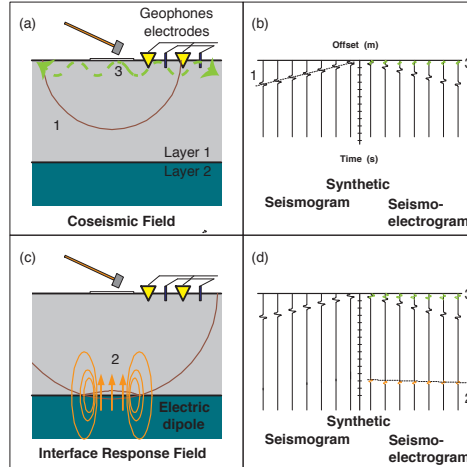 (a)
Geophones
electrodes
3
1
Layer 1
Layer 2
Coseismic Field
(b)
Offset (m)
3
1
Time (s)
Synthetic
Seismogram
Seismo-
electrogram
(c)
2
Electric
dipole
Interface Response Field
(d)
3
2
Synthetic
Seismogram
Seismo-
electrogram